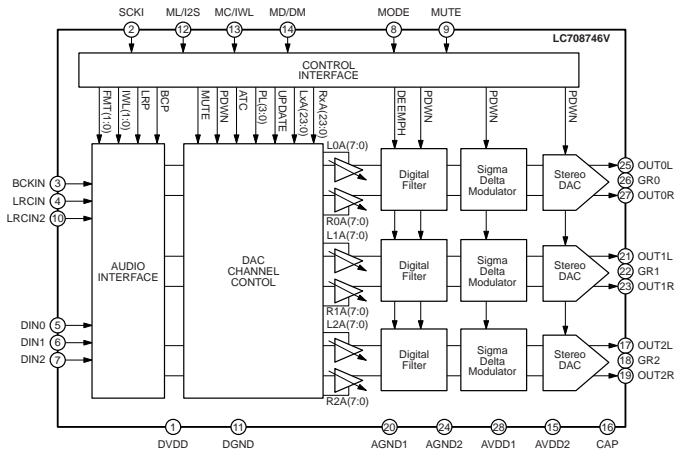 SCKI ML/I2S MC/IWL MD/DM MODE MUTE
2 12 13 14 8 9
LC708746V
CONTROL
INTERFACE
FMT(1:0) IWL(1:0) LRP BCP MUTE PDWN ATC PL(3:0) UPDATE LxA(23:0) RxA(23:0) DEEMPH PDWN PDWN PDWN
L0A(7:0)
R0A(7:0)
Digital
Filter
Sigma
Delta
Modulator
Stereo
DAC
25 OUT0L
26 GR0
27 OUT0R
BCKIN 3
LRCIN 4
LRCIN2 10
AUDIO
INTERFACE
DAC
CHANNEL
CONTOL
L1A(7:0)
R1A(7:0)
Digital
Filter
Sigma
Delta
Modulator
Stereo
DAC
21 OUT1L
22 GR1
23 OUT1R
DIN0 5
DIN1 6
DIN2 7
L2A(7:0)
R2A(7:0)
Digital
Filter
Sigma
Delta
Modulator
Stereo
DAC
17 OUT2L
18 GR2
19 OUT2R
1 11 20 24 28 15 16
DVDD DGND AGND1 AGND2 AVDD1 AVDD2 CAP